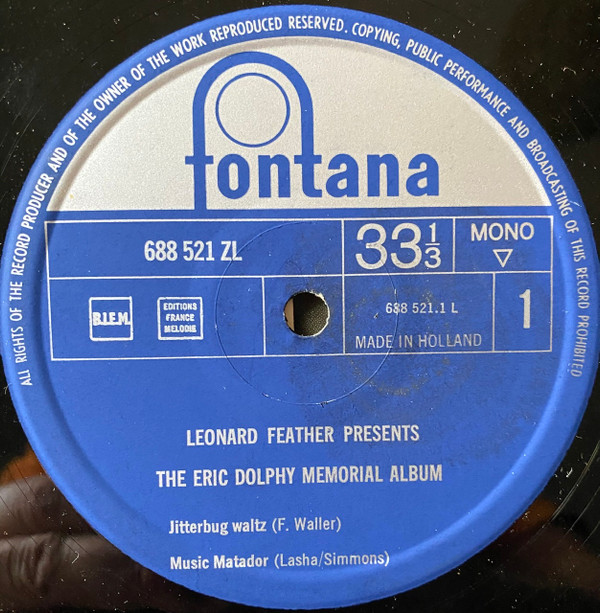 ALL RIGHTS OF THE RECORD PRODUCER AND OF THE OWNER OF THE WORK REPRODUCED RESERVED. COPYING, PUBLIC PERFORMANCE AND BROADCASTING OF THIS RECORD PROHIBITED
fontana
688 521 ZL
33 1/3
MONO
▽
B.I.E.M.
EDITIONS
FRANCE
MELODIE
688 521.1 L
MADE IN HOLLAND
1
LEONARD FEATHER PRESENTS
THE ERIC DOLPHY MEMORIAL ALBUM
Jitterbug waltz (F. Waller)
Music Matador (Lasha/Simmons)